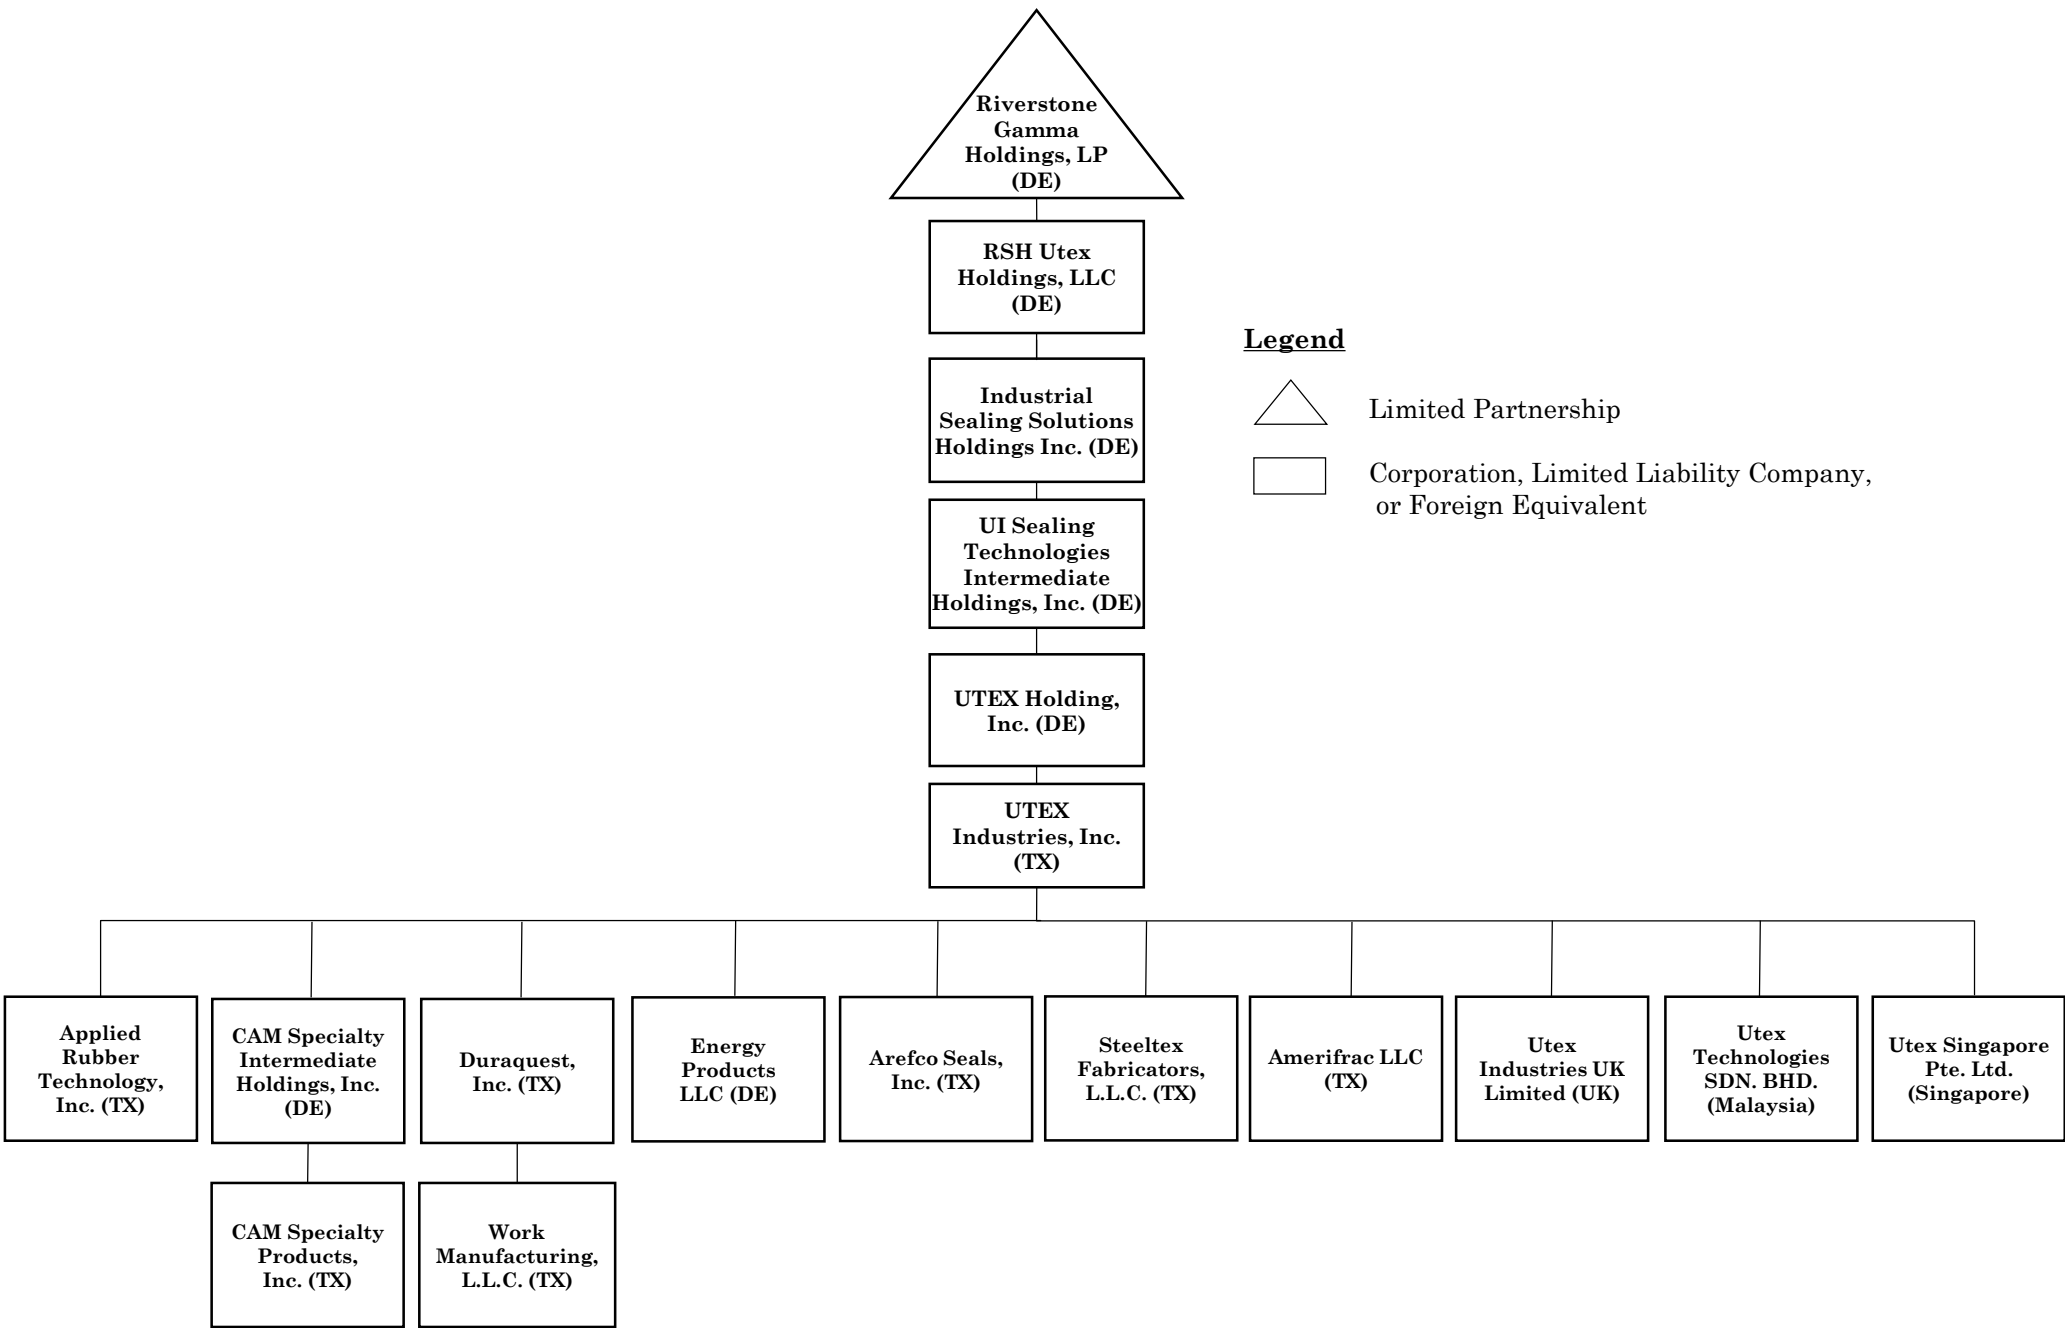 Riverstone
Gamma
Holdings, LP
(DE)
RSH Utex
Holdings, LLC
(DE)
Legend
Limited Partnership
Corporation, Limited Liability Company,
or Foreign Equivalent
Industrial
Sealing Solutions
Holdings Inc. (DE)
UI Sealing
Technologies
Intermediate
Holdings, Inc. (DE)
UTEX Holding,
Inc. (DE)
UTEX
Industries, Inc.
(TX)
Applied
Rubber
Technology,
Inc. (TX)
CAM Specialty
Intermediate
Holdings, Inc.
(DE)
Duraquest,
Inc. (TX)
Energy
Products
LLC (DE)
Arefco Seals,
Inc. (TX)
Steeltex
Fabricators,
L.L.C. (TX)
Amerifrac LLC
(TX)
Utex
Industries UK
Limited (UK)
Utex
Technologies
SDN. BHD.
(Malaysia)
Utex Singapore
Pte. Ltd.
(Singapore)
CAM Specialty
Products,
Inc. (TX)
Work
Manufacturing,
L.L.C. (TX)